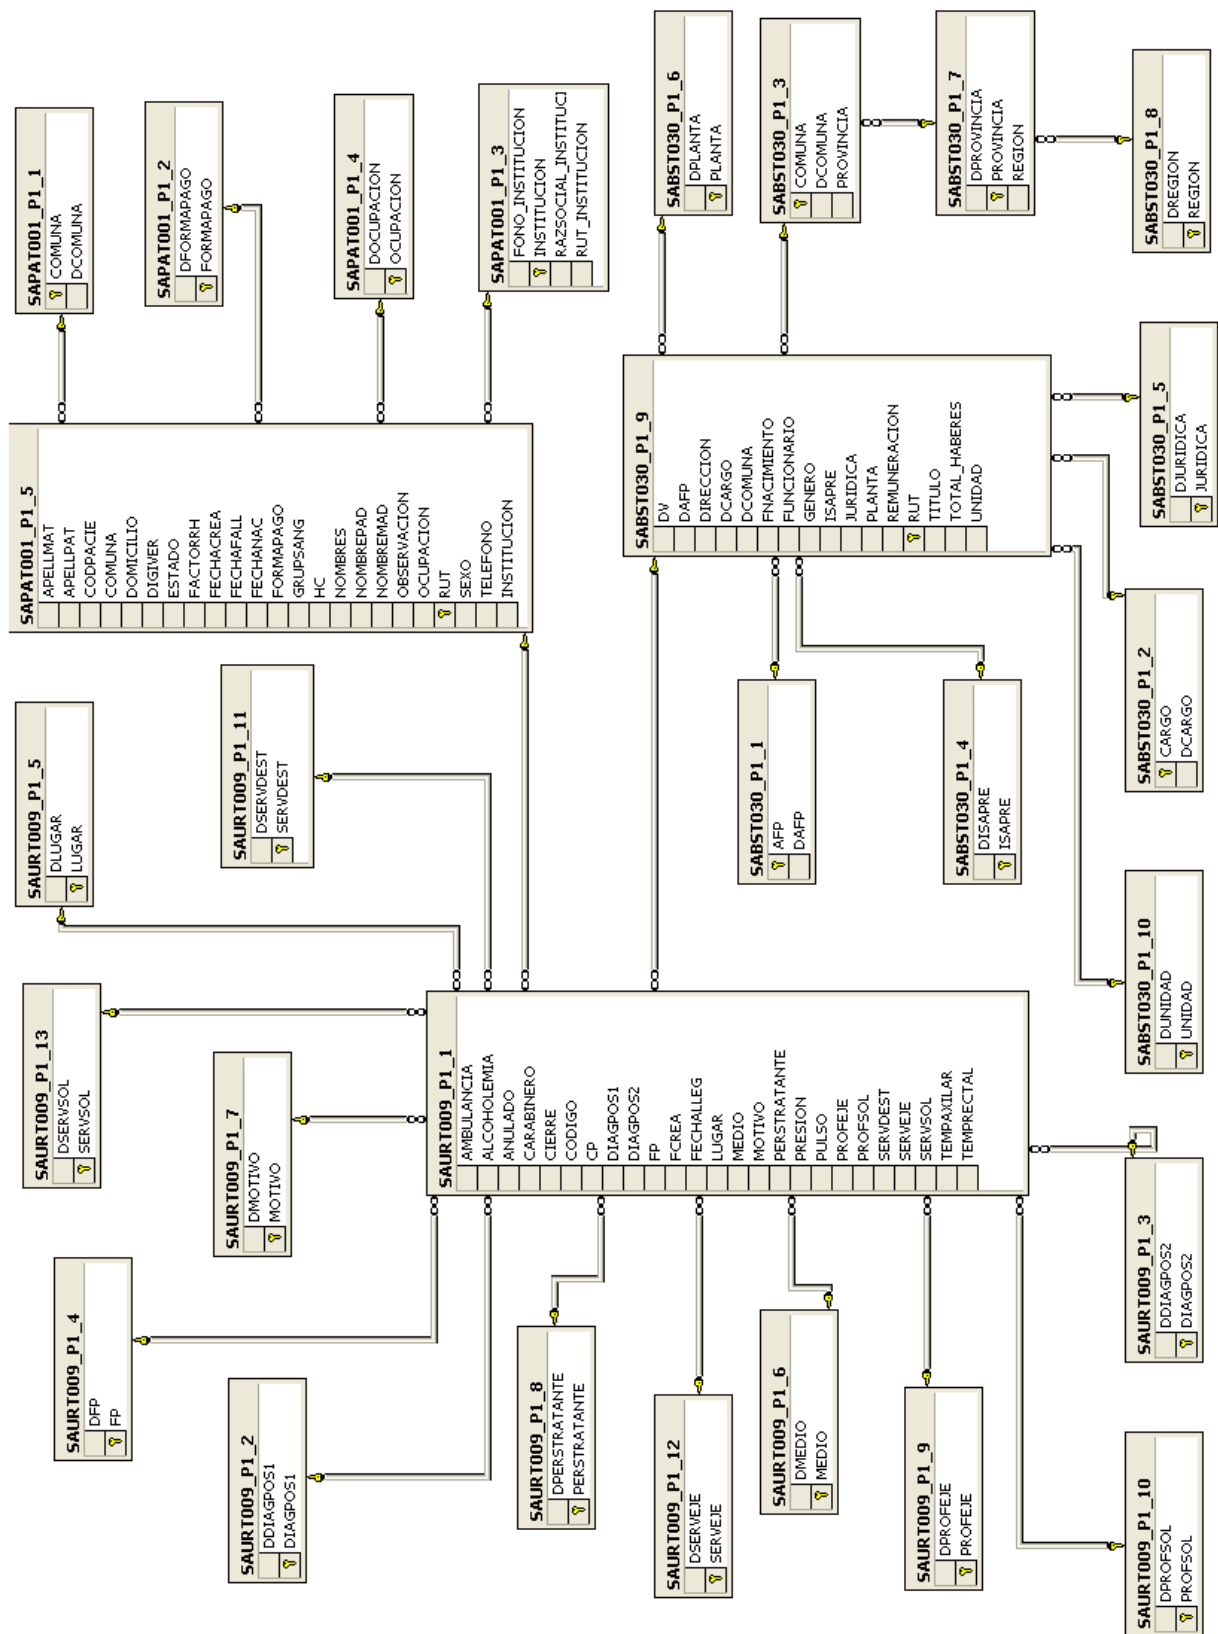 SAPAT001_P1_1
COMUNA
DCOMUNA
SAPAT001_P1_2
DFORMAPAGO
FORMAPAGO
SAPAT001_P1_4
DOCUPACION
OCUPACION
SAPAT001_P1_3
FONO_INSTITUCION
INSTITUCION
RAZSOCIAL_INSTITUCI
RUT_INSTITUCION
SABST030_P1_6
DPLANTA
PLANTA
SABST030_P1_3
COMUNA
DCOMUNA
PROVINCIA
SABST030_P1_7
DPROVINCIA
PROVINCIA
REGION
SABST030_P1_8
DREGION
REGION
SAPAT001_P1_5
APELLMAT
APELLPAT
CODPACIE
COMUNA
DOMICILIO
DIGIVER
ESTADO
FACTORRH
FECHACREA
FECHAFALL
FECHANAC
FORMAPAGO
GRUPSANG
HC
NOMBRES
NOMBREPAD
NOMBREMAD
OBSERVACION
OCUPACION
RUT
SEXO
TELEFONO
INSTITUCION
SABST030_P1_9
DV
DAFP
DIRECCION
DCARGO
DCOMUNA
FNACIMIENTO
FUNCIONARIO
GENERO
ISAPRE
JURIDICA
PLANTA
REMUNERACION
RUT
TITULO
TOTAL_HABERES
UNIDAD
SABST030_P1_5
DJURIDICA
JURIDICA
SAURT009_P1_5
DLUGAR
LUGAR
SAURT009_P1_11
DSERVDEST
SERVDEST
SABST030_P1_1
AFP
DAFP
SABST030_P1_4
DISAPRE
ISAPRE
SABST030_P1_2
CARGO
DCARGO
SABST030_P1_10
DUNIDAD
UNIDAD
SAURT009_P1_13
DSERVSOL
SERVSOL
SAURT009_P1_7
DMOTIVO
MOTIVO
SAURT009_P1_1
AMBULANCIA
ALCOHOLEMIA
ANULADO
CARABINERO
CIERRE
CODIGO
CP
DIAGPOS1
DIAGPOS2
FP
FCREA
FECHALLEG
LUGAR
MEDIO
MOTIVO
PERSTRATANTE
PRESION
PULSO
PROFEJE
PROFSOL
SERVDEST
SERVEJE
SERVSOL
TEMPAXILAR
TEMPRECTAL
SAURT009_P1_4
DFP
FP
SAURT009_P1_2
DDIAGPOS1
DIAGPOS1
SAURT009_P1_8
DPERSTRATANTE
PERSTRATANTE
SAURT009_P1_12
DSERVEJE
SERVEJE
SAURT009_P1_6
DMEDIO
MEDIO
SAURT009_P1_9
DPROFEJE
PROFEJE
SAURT009_P1_3
DDIAGPOS2
DIAGPOS2
SAURT009_P1_10
DPROFSOL
PROFSOL